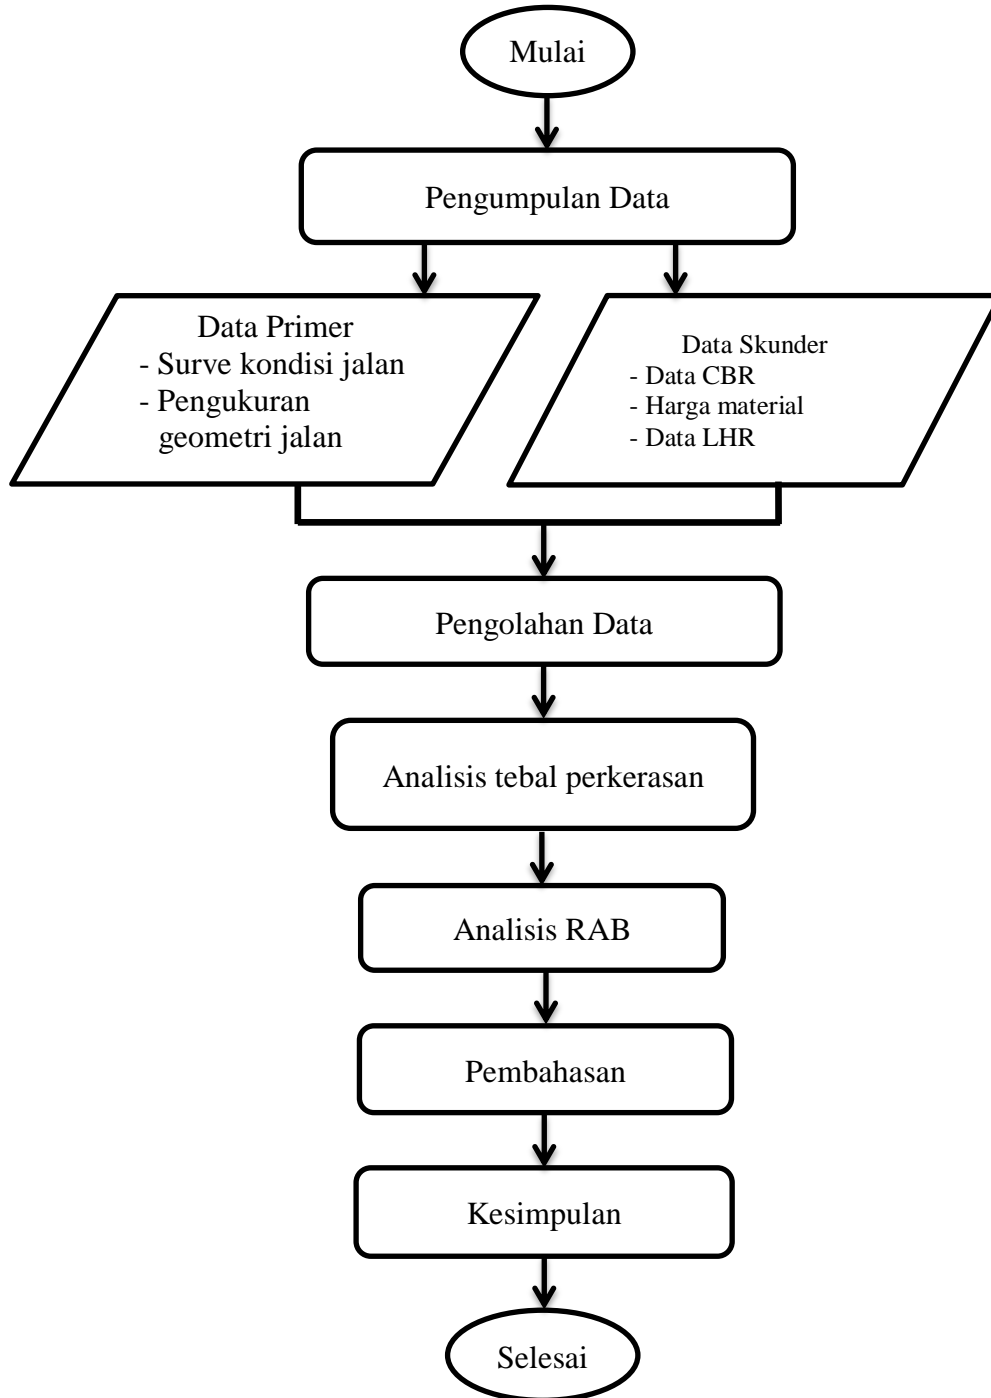 Mulai
Pengumpulan Data
Data Primer
- Surve kondisi jalan
- Pengukuran
geometri jalan
Data Skunder
- Data CBR
- Harga material
- Data LHR
Pengolahan Data
Analisis tebal perkerasan
Analisis RAB
Pembahasan
Kesimpulan
Selesai